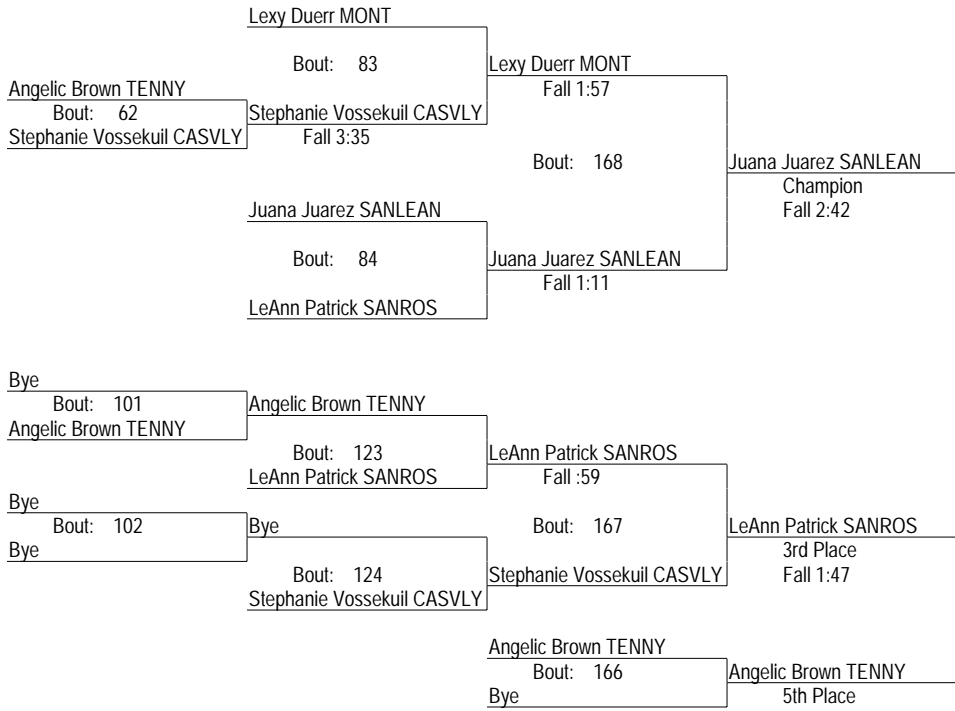 Lexy Duerr MONT
Bout: 83 Lexy Duerr MONT
Angelic Brown TENNY Fall 1:57
Bout: 62 Stephanie Vossekuil CASVLY
Stephanie Vossekuil CASVLY Fall 3:35
Bout: 168 Juana Juarez SANLEAN
Champion
Juana Juarez SANLEAN Fall 2:42
Bout: 84 Juana Juarez SANLEAN
Fall 1:11
LeAnn Patrick SANROS
Bye
Bout: 101 Angelic Brown TENNY
Angelic Brown TENNY
Bout: 123 LeAnn Patrick SANROS
LeAnn Patrick SANROS Fall :59
Bye
Bout: 102 Bye Bout: 167 LeAnn Patrick SANROS
Bye 3rd Place
Bout: 124 Stephanie Vossekuil CASVLY Fall 1:47
Stephanie Vossekuil CASVLY
Angelic Brown TENNY
Bout: 166 Angelic Brown TENNY
Bye 5th Place